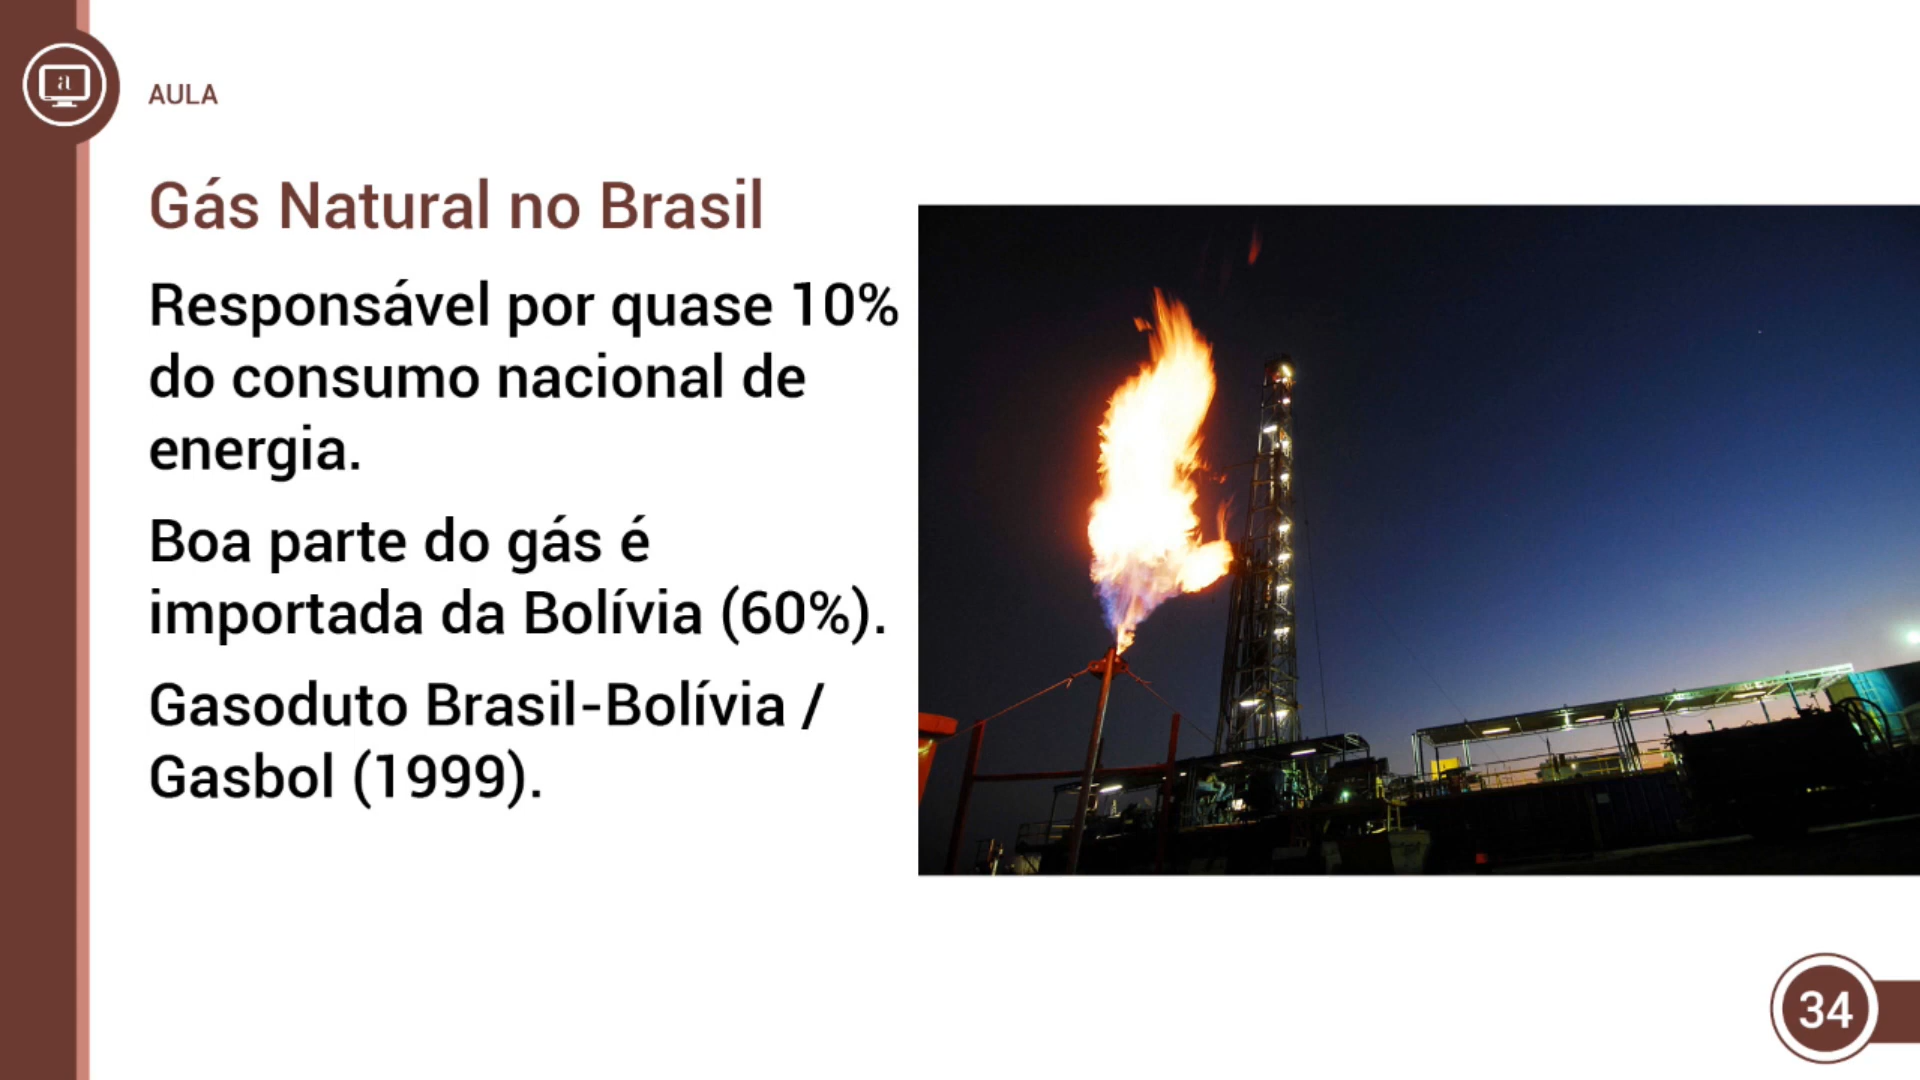 a
AULA
Gás Natural no Brasil
Responsável por quase 10%
do consumo nacional de
energia.
Boa parte do gás é
importada da Bolívia (60%).
Gasoduto Brasil-Bolívia /
Gasbol (1999).
34